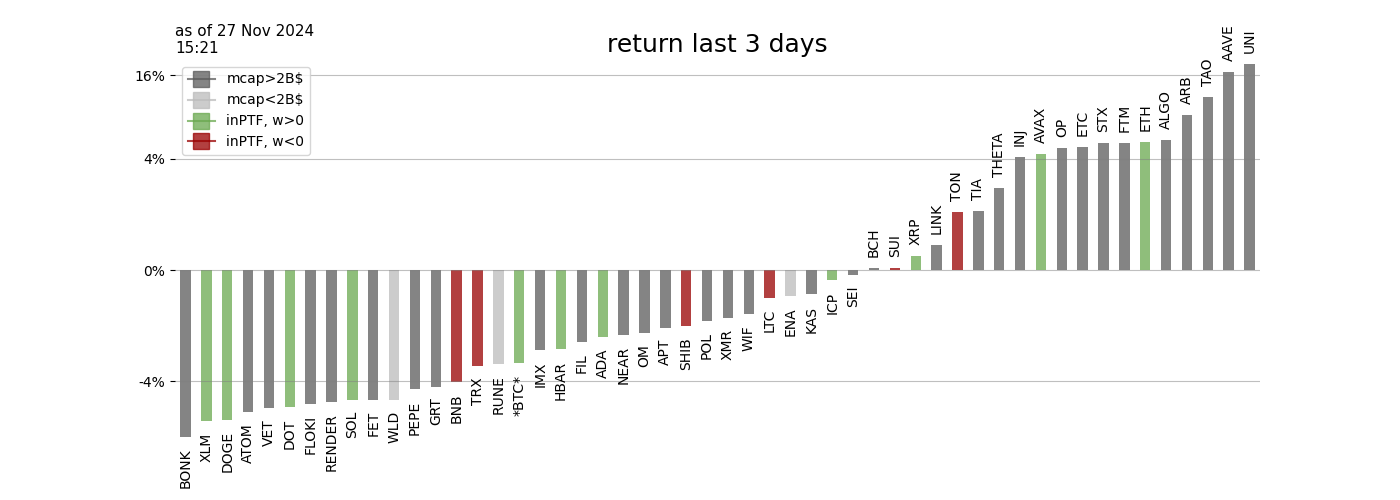 as of 27 Nov 2024
15:21
return last 3 days
mcap>2B$
mcap<2B$
inPTF, w>0
inPTF, w<0
16%
4%
0%
-4%
BONK
XLM
DOGE
ATOM
VET
DOT
FLOKI
RENDER
SOL
FET
WLD
PEPE
GRT
BNB
TRX
RUNE
*BTC*
IMX
HBAR
FIL
ADA
NEAR
OM
APT
SHIB
POL
XMR
WIF
LTC
ENA
KAS
ICP
SEI
BCH
SUI
XRP
LINK
TON
TIA
THETA
INJ
AVAX
OP
ETC
STX
FTM
ETH
ALGO
ARB
TAO
AAVE
UNI